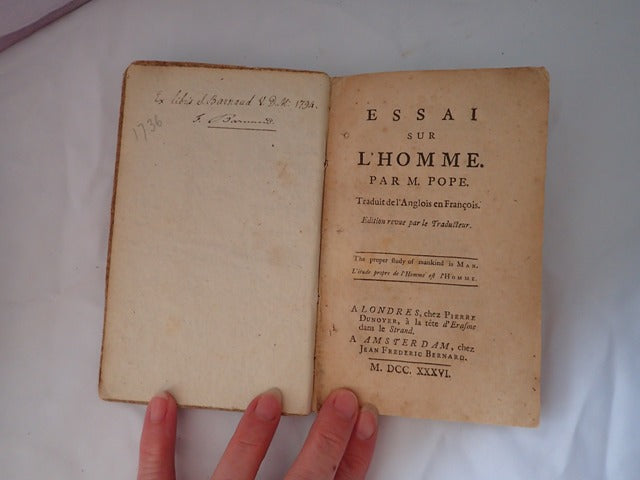 Ex libris J. Barnaud V. D. M. 1794.
F. Barnaud
1736
ESSAI
SUR
L'HOMME.
PAR M. POPE.
Traduit de l'Anglois en François.
Edition revue par le Traducteur.
The proper study of mankind is MAN.
L'étude propre de l'Homme est l'HOMME.
A LONDRES, chez PIERRE
DUNOYER, à la tête d'Erasme
dans le Strand.
A AMSTERDAM, chez
JEAN FREDERIC BERNARD.
M. DCC. XXXVI.